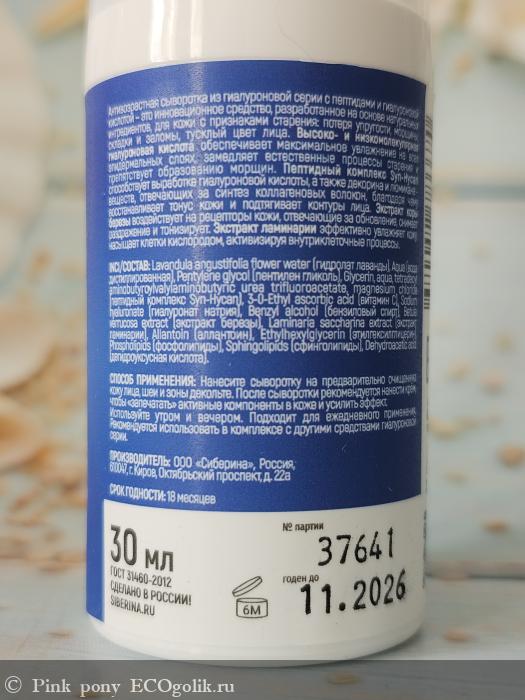 Антивозрастная сыворотка из гиалуроновой серии с пептидами и гиалуроновой
кислотой – это инновационное средство, разработанное на основе натуральных
ингредиентов, для кожи с признаками старения: потеря упругости, морщины,
складки и заломы, тусклый цвет лица. Высоко- и низкомолекулярная
гиалуроновая кислота обеспечивает максимальное увлажнение на всех
эпидермальных слоях, замедляет естественные процессы старения и
препятствует образованию морщин. Пептидный комплекс Syn-Hycan
способствует выработке гиалуроновой кислоты, а также декорина и люмикана –
веществ, отвечающих за синтез коллагеновых волокон, благодаря чему
восстанавливает тонус кожи и подтягивает контуры лица. Экстракт коры
березы воздействует на рецепторы кожи, отвечающие за обновление, снимает
раздражение и тонизирует. Экстракт ламинарии эффективно увлажняет кожу,
насыщает клетки кислородом, активизируя внутриклеточные процессы.
INCI/СОСТАВ: Lavandula angustifolia flower water (гидролат лаванды), Aqua (вода
дистиллированная), Pentylene glycol (пентилен гликоль), Glycerin, aqua, tetradecyl
aminobutyroylvalylaminobutyric urea trifluoroacetate, magnesium chloride
(пептидный комплекс Syn-Hycan), 3-O-Ethyl ascorbic acid (витамин С), Sodium
hyaluronate (гиалуронат натрия), Benzyl alcohol (бензиловый спирт), Betula
verrucosa extract (экстракт березы), Laminaria saccharina extract (экстракт
ламинарии), Allantoin (аллантоин), Ethylhexylglycerin (этилгексилглицерин),
Phospholipids (фосфолипиды), Sphingolipids (сфинголипиды), Dehydroacetic acid
(дегидроуксусная кислота).
СПОСОБ ПРИМЕНЕНИЯ: Нанесите сыворотку на предварительно очищенную
кожу лица, шеи и зоны декольте. После сыворотки рекомендуется нанести крем,
чтобы «запечатать» активные компоненты в коже и усилить эффект.
Используйте утром и вечером. Подходит для ежедневного применения.
Рекомендуется использовать в комплексе с другими средствами гиалуроновой
серии.
ПРОИЗВОДИТЕЛЬ: ООО «Сиберина», Россия,
610047, г. Киров, Октябрьский проспект, д. 22а
СРОК ГОДНОСТИ: 18 месяцев
30 мл
ГОСТ 31460-2012
СДЕЛАНО В РОССИИ!
SIBERINA.RU
6M
№ партии
37641
годен до
11.2026
© Pink pony ECOgolik.ru